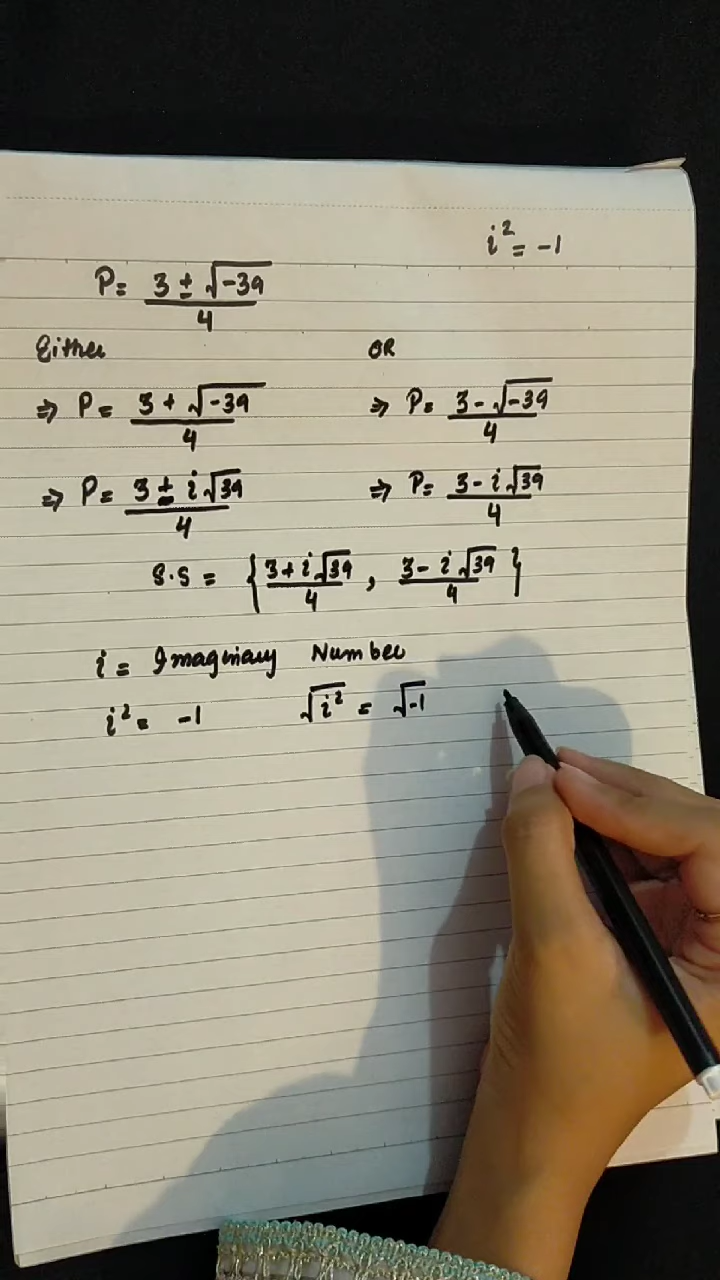 i² = -1
P = (3 ± √-39)/4
Either OR
⇒ P = (3 + √-39)/4 ⇒ P = (3 - √-39)/4
⇒ P = (3 ± i√39)/4 ⇒ P = (3 - i√39)/4
S.S = { (3 + i√39)/4 , (3 - i√39)/4 }
i = Imaginary Number
i² = -1 √i² = √-1